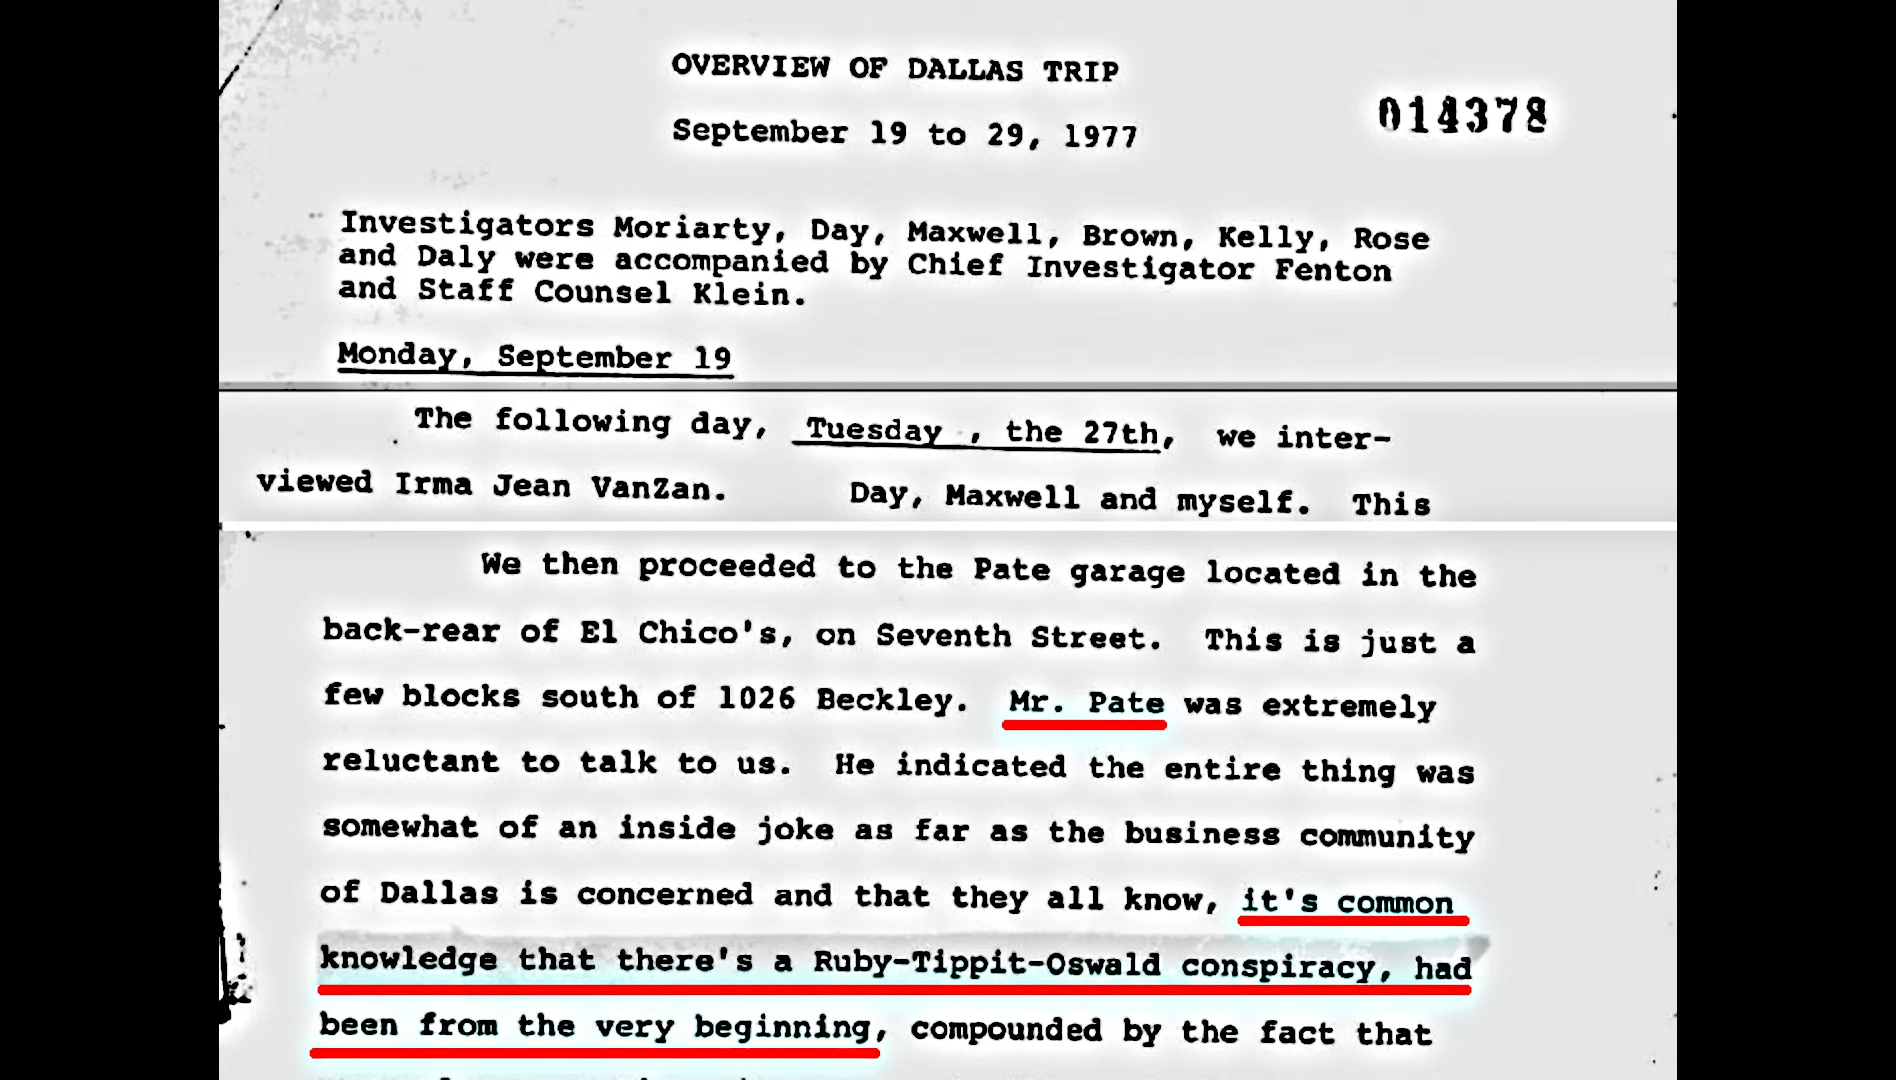 OVERVIEW OF DALLAS TRIP
014378
September 19 to 29, 1977
Investigators Moriarty, Day, Maxwell, Brown, Kelly, Rose
and Daly were accompanied by Chief Investigator Fenton
and Staff Counsel Klein.
Monday, September 19
The following day, Tuesday , the 27th, we inter-
viewed Irma Jean VanZan. Day, Maxwell and myself. This
We then proceeded to the Pate garage located in the
back-rear of El Chico's, on Seventh Street. This is just a
few blocks south of 1026 Beckley. Mr. Pate was extremely
reluctant to talk to us. He indicated the entire thing was
somewhat of an inside joke as far as the business community
of Dallas is concerned and that they all know, it's common
knowledge that there's a Ruby-Tippit-Oswald conspiracy, had
been from the very beginning, compounded by the fact that